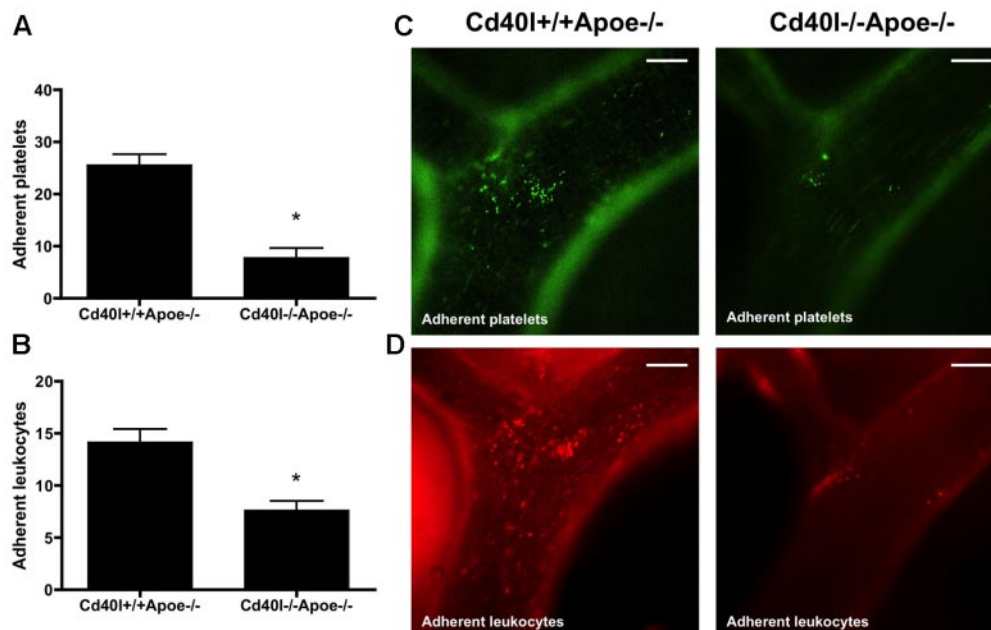 A
Adherent platelets
40
30
20
10
0
*
Cd40l+/+Apoe-/-
Cd40l-/-Apoe-/-
B
Adherent leukocytes
20
15
10
5
0
*
Cd40l+/+Apoe-/-
Cd40l-/-Apoe-/-
C
Cd40l+/+Apoe-/-
Cd40l-/-Apoe-/-
Adherent platelets
Adherent platelets
D
Adherent leukocytes
Adherent leukocytes